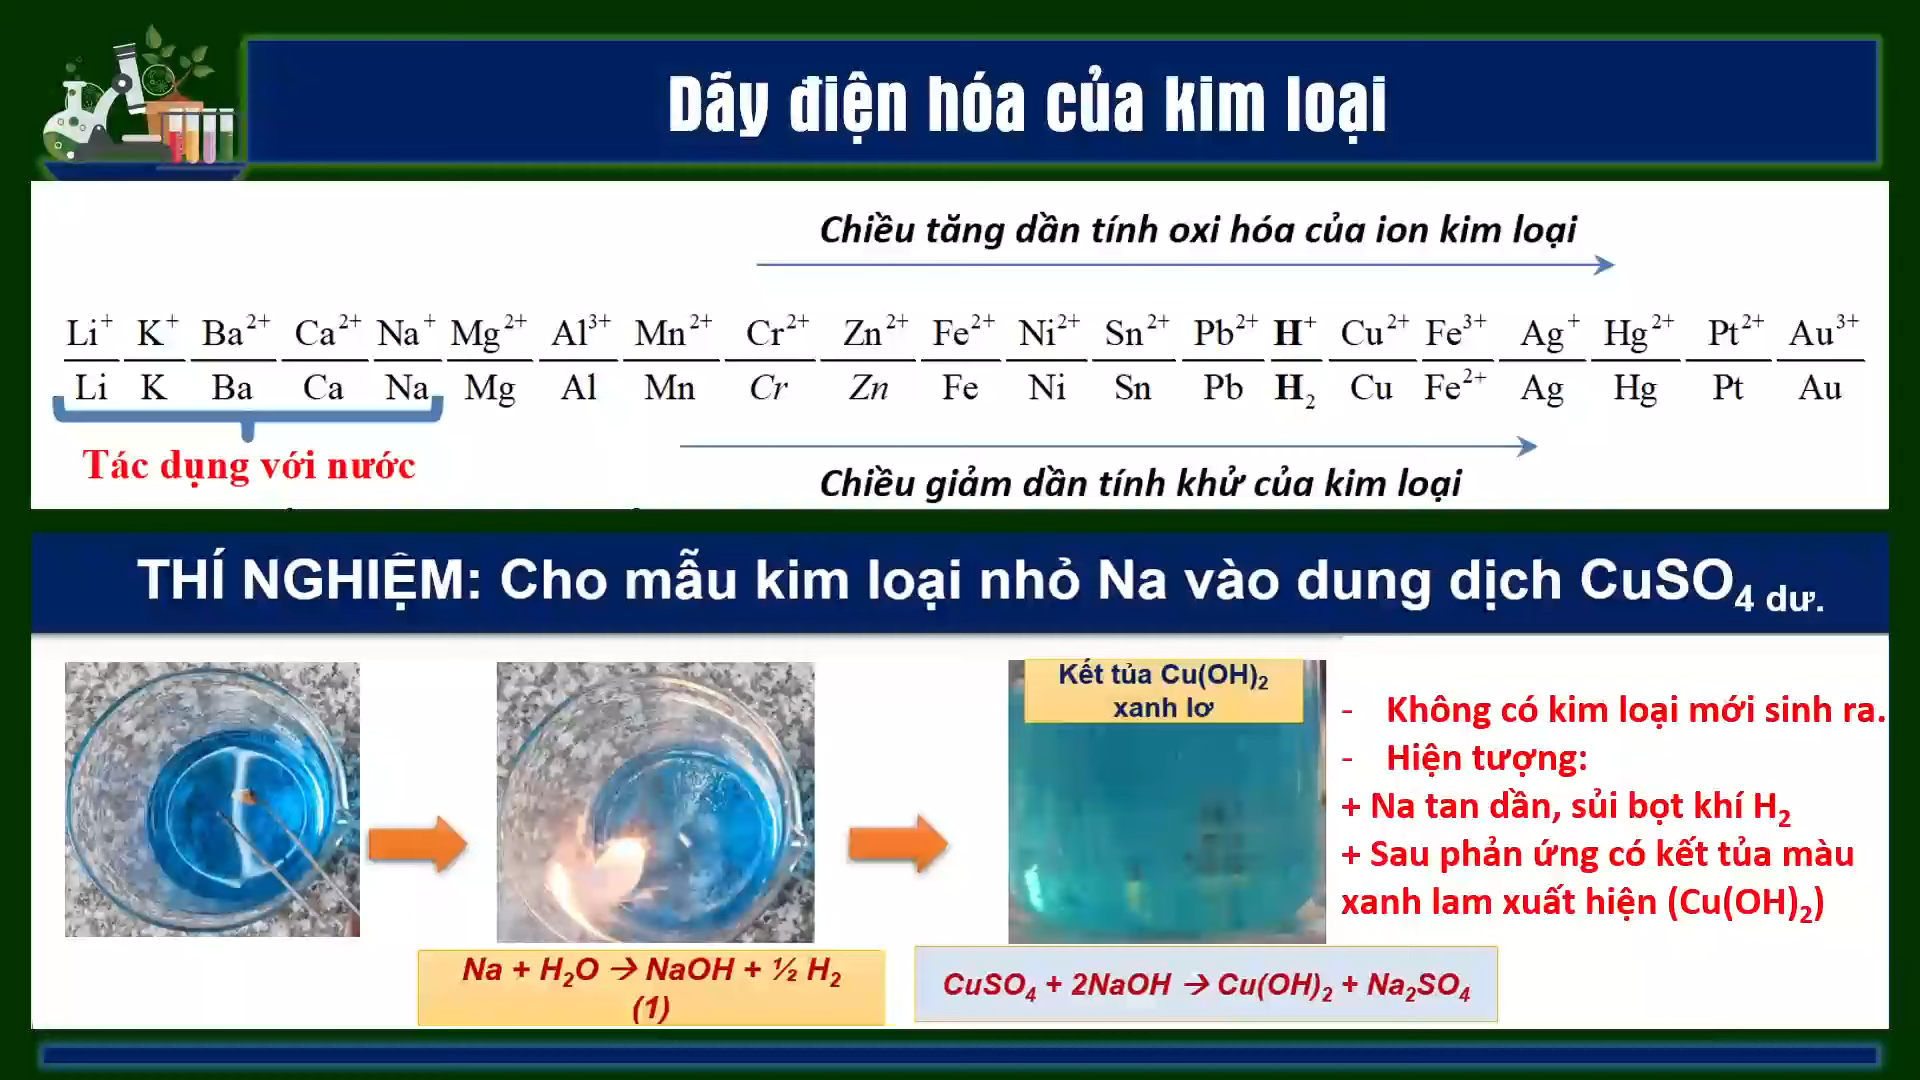 Dãy điện hóa của kim loại
Chiều tăng dần tính oxi hóa của ion kim loại
Li⁺ K⁺ Ba²⁺ Ca²⁺ Na⁺ Mg²⁺ Al³⁺ Mn²⁺ Cr²⁺ Zn²⁺ Fe²⁺ Ni²⁺ Sn²⁺ Pb²⁺ H⁺ Cu²⁺ Fe³⁺ Ag⁺ Hg²⁺ Pt²⁺ Au³⁺
Li K Ba Ca Na Mg Al Mn Cr Zn Fe Ni Sn Pb H₂ Cu Fe²⁺ Ag Hg Pt Au
Tác dụng với nước
Chiều giảm dần tính khử của kim loại
THÍ NGHIỆM: Cho mẫu kim loại nhỏ Na vào dung dịch CuSO₄ dư.
Kết tủa Cu(OH)₂
xanh lơ
- Không có kim loại mới sinh ra.
- Hiện tượng:
+ Na tan dần, sủi bọt khí H₂
+ Sau phản ứng có kết tủa màu
xanh lam xuất hiện (Cu(OH)₂)
Na + H₂O → NaOH + ½ H₂
(1)
CuSO₄ + 2NaOH → Cu(OH)₂ + Na₂SO₄